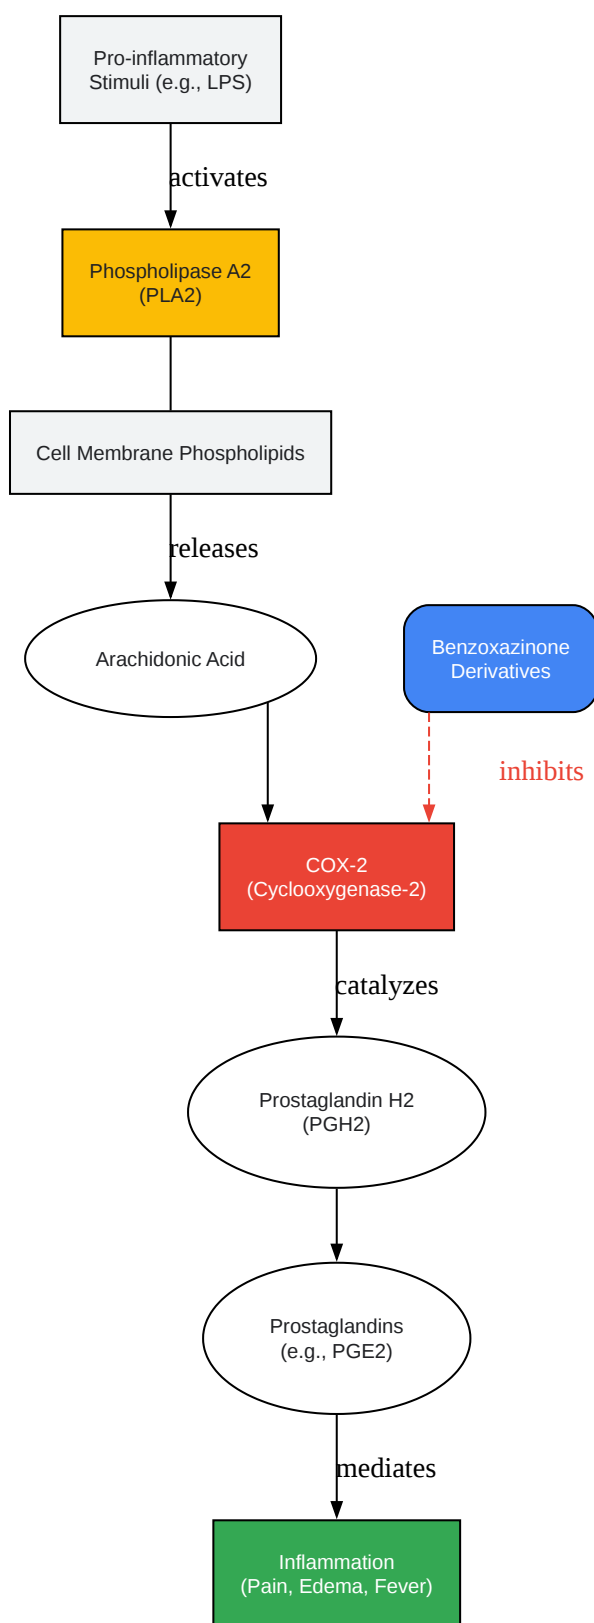 Pro-inflammatory
Stimuli (e.g., LPS)
activates
Phospholipase A2
(PLA2)
Cell Membrane Phospholipids
releases
Arachidonic Acid
Benzoxazinone
Derivatives
inhibits
COX-2
(Cyclooxygenase-2)
catalyzes
Prostaglandin H2
(PGH2)
Prostaglandins
(e.g., PGE2)
mediates
Inflammation
(Pain, Edema, Fever)